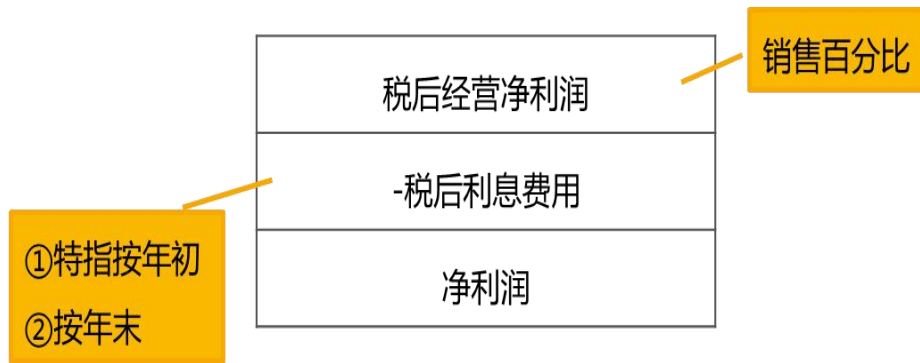 销售百分比
税后经营净利润
-税后利息费用
①特指按年初
②按年末
净利润